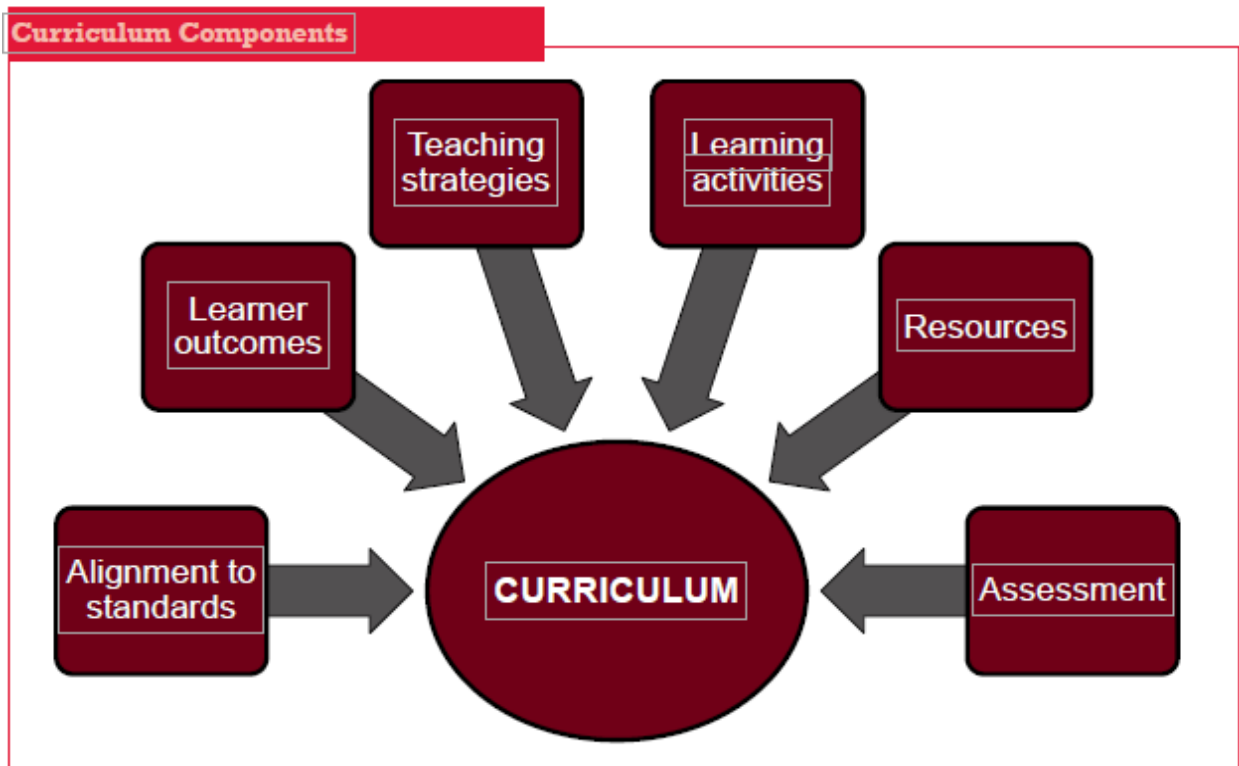 Curriculum Components
Teaching
strategies
Learning
activities
Learner
outcomes
Resources
Alignment to
standards
CURRICULUM
Assessment